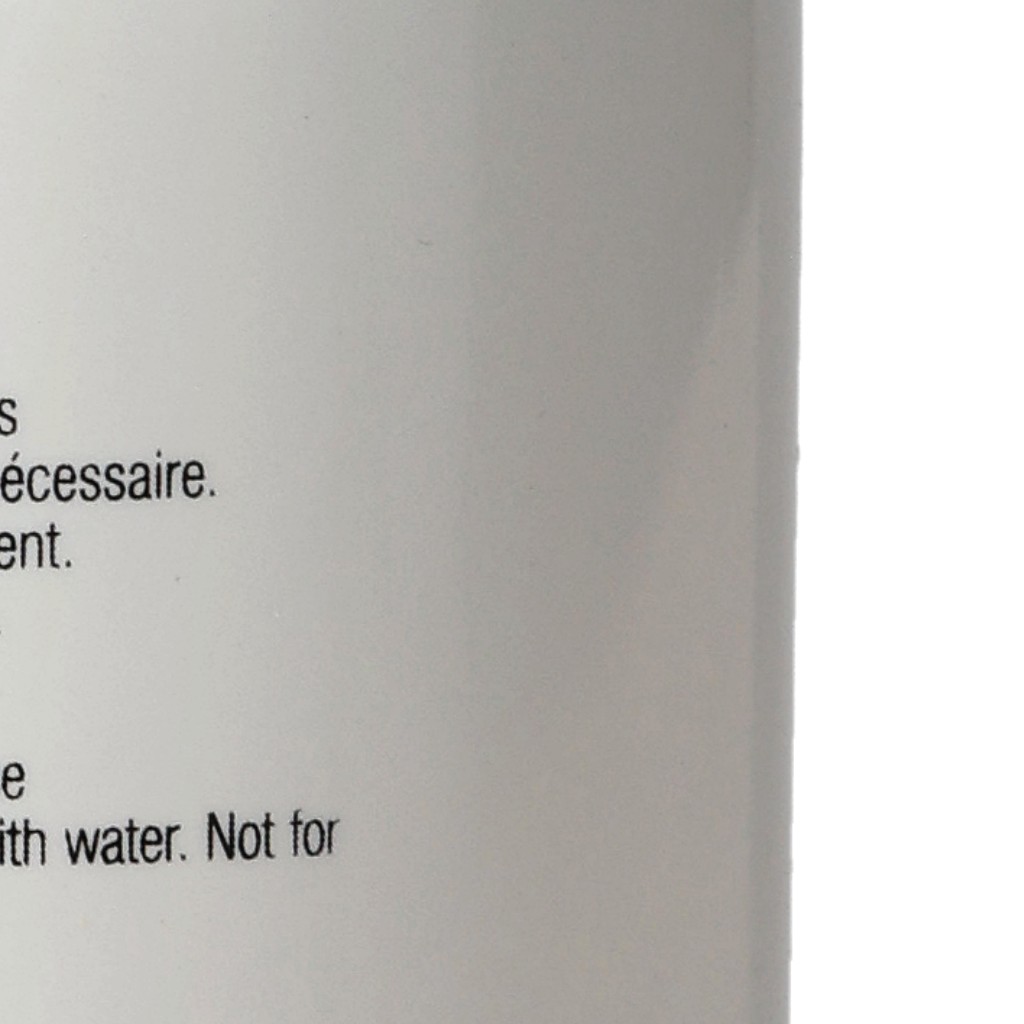 s
écessaire.
ent.
e
ith water. Not for